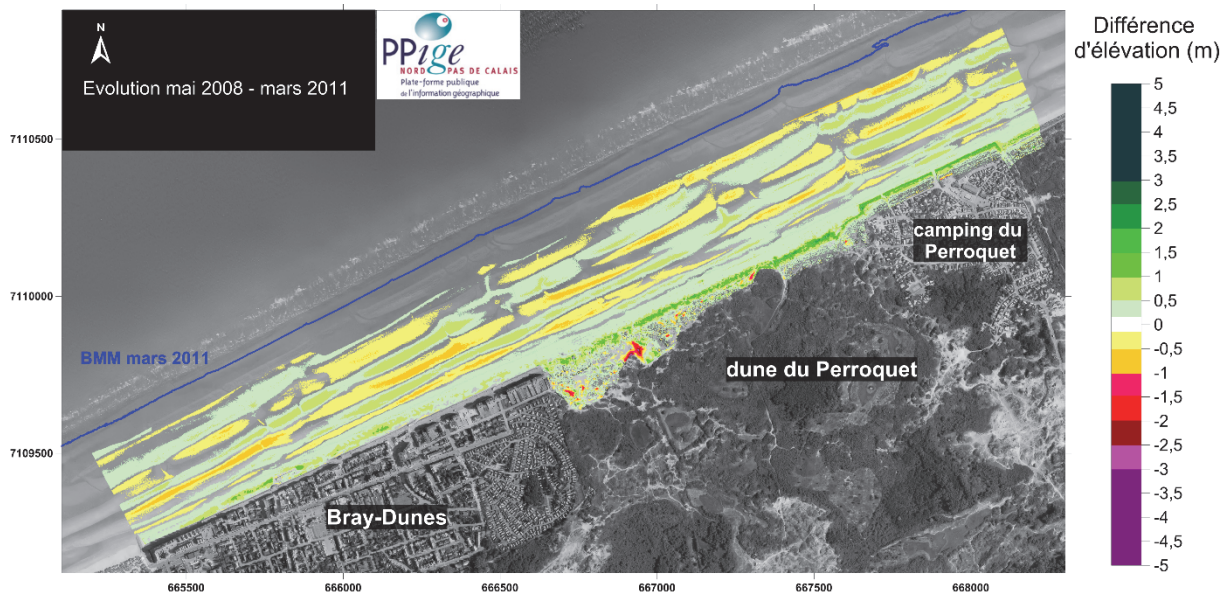 N
Evolution mai 2008 - mars 2011
PPige
NORD PAS DE CALAIS
Plate-forme publique
de l'information géographique
Différence
d'élévation (m)
5
4,5
4
3,5
3
2,5
2
1,5
1
0,5
0
-0,5
-1
-1,5
-2
-2,5
-3
-3,5
-4
-4,5
-5
7110500
7110000
7109500
camping du
Perroquet
BMM mars 2011
dune du Perroquet
Bray-Dunes
665500
666000
666500
667000
667500
668000